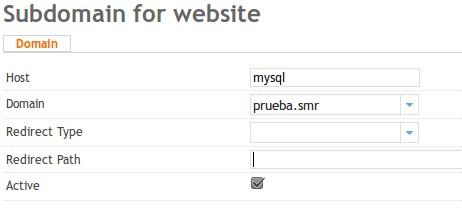 Subdomain for website
Domain
Host mysql
Domain prueba.smr
Redirect Type
Redirect Path
Active